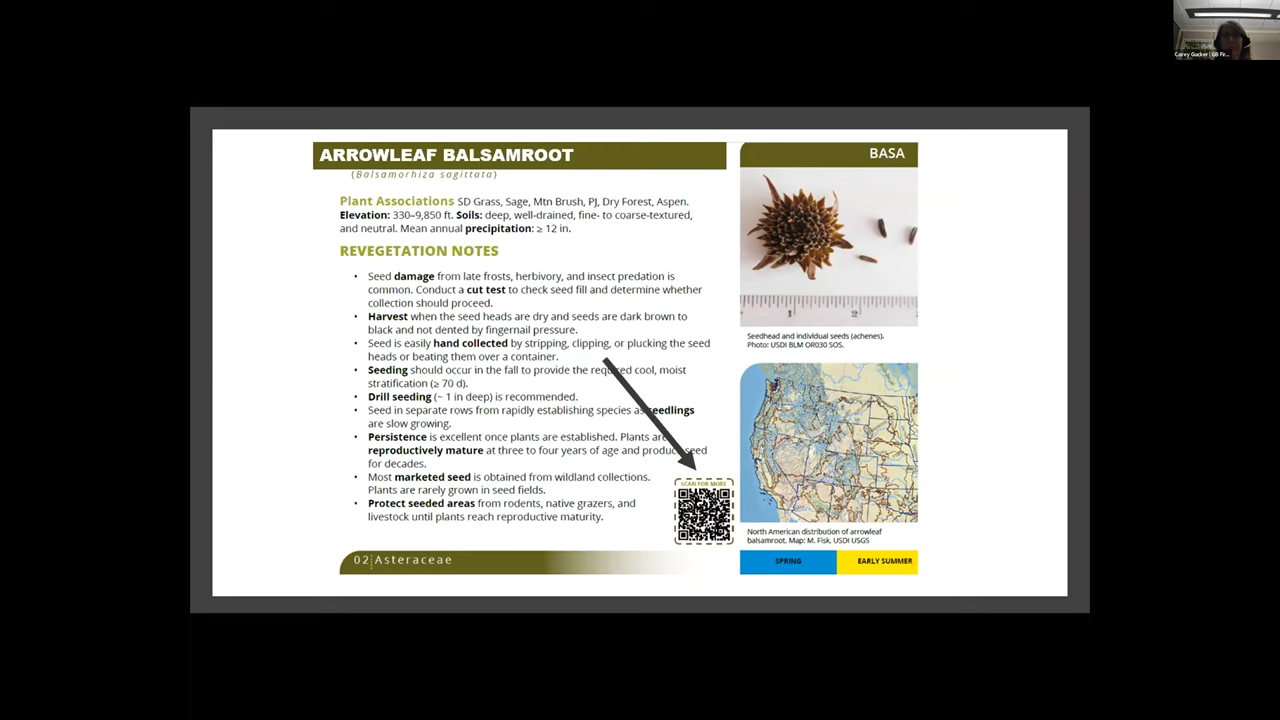 Corey Gucker | GB Fir...
ARROWLEAF BALSAMROOT
(Balsamorhiza sagittata)
Plant Associations SD Grass, Sage, Mtn Brush, PJ, Dry Forest, Aspen.
Elevation: 330–9,850 ft. Soils: deep, well-drained, fine- to coarse-textured,
and neutral. Mean annual precipitation: ≥ 12 in.
REVEGETATION NOTES
• Seed damage from late frosts, herbivory, and insect predation is
common. Conduct a cut test to check seed fill and determine whether
collection should proceed.
• Harvest when the seed heads are dry and seeds are dark brown to
black and not dented by fingernail pressure.
• Seed is easily hand collected by stripping, clipping, or plucking the seed
heads or beating them over a container.
• Seeding should occur in the fall to provide the required cool, moist
stratification (≥ 70 d).
• Drill seeding (~ 1 in deep) is recommended.
• Seed in separate rows from rapidly establishing species as seedlings
are slow growing.
• Persistence is excellent once plants are established. Plants are
reproductively mature at three to four years of age and produce seed
for decades.
• Most marketed seed is obtained from wildland collections.
Plants are rarely grown in seed fields.
• Protect seeded areas from rodents, native grazers, and
livestock until plants reach reproductive maturity.
SCAN FOR MORE
02 Asteraceae
BASA
1 2
Seedhead and individual seeds (achenes).
Photo: USDI BLM OR030 SOS.
North American distribution of arrowleaf
balsamroot, Map: M. Fisk, USDI USGS
SPRING
EARLY SUMMER